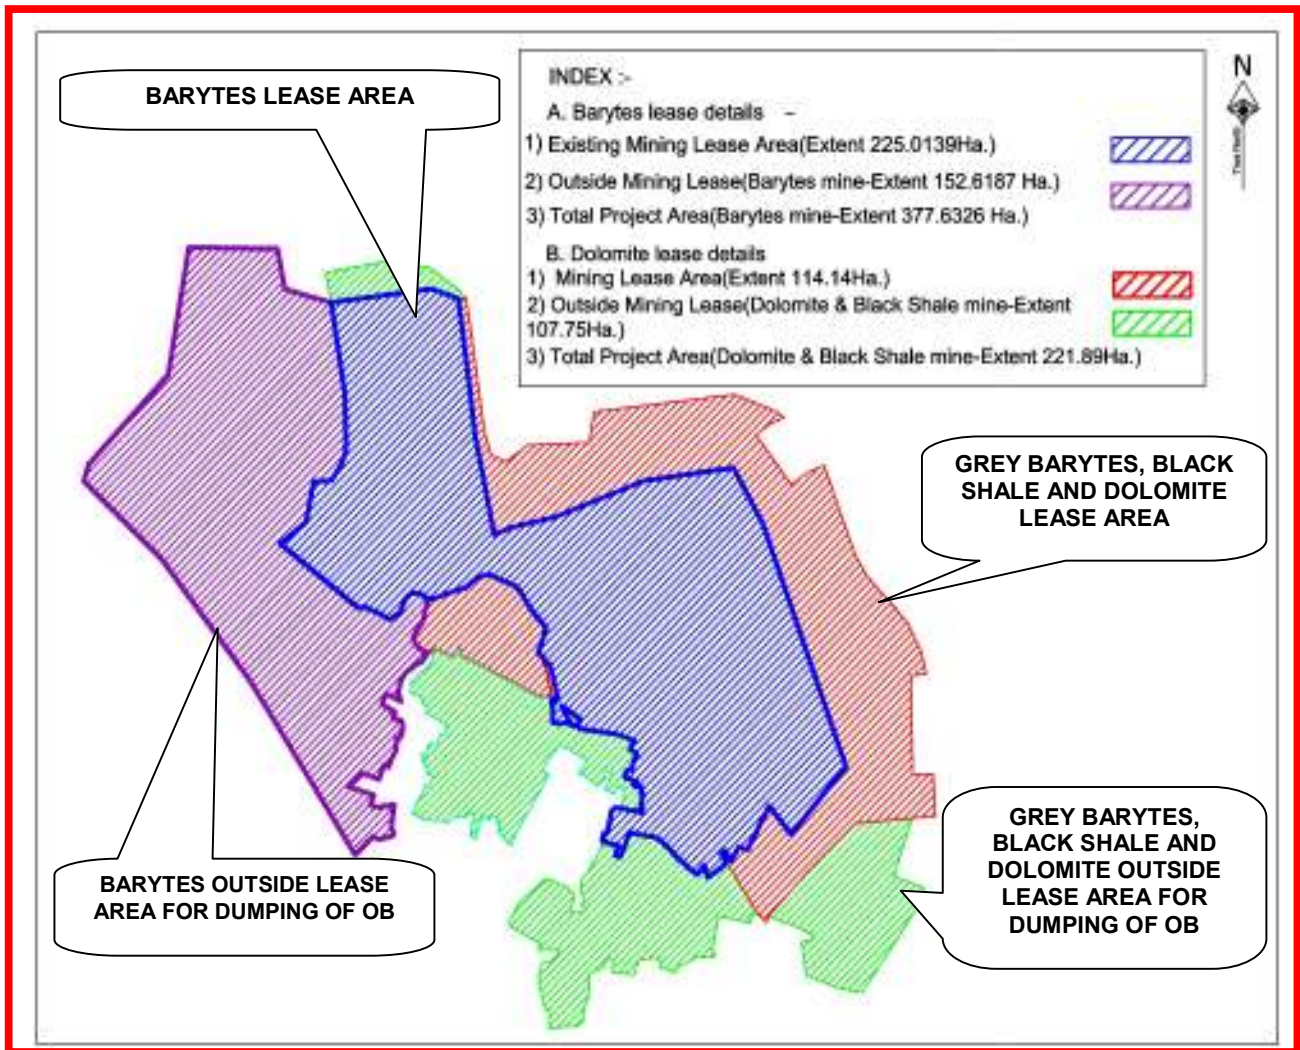 BARYTES LEASE AREA
INDEX :-
A. Barytes lease details –
1) Existing Mining Lease Area(Extent 225.0139Ha.)
2) Outside Mining Lease(Barytes mine-Extent 152.6187 Ha.)
3) Total Project Area(Barytes mine-Extent 377.6326 Ha.)
B. Dolomite lease details
1) Mining Lease Area(Extent 114.14Ha.)
2) Outside Mining Lease(Dolomite & Black Shale mine-Extent
107.75Ha.)
3) Total Project Area(Dolomite & Black Shale mine-Extent 221.89Ha.)
N
True North
GREY BARYTES, BLACK
SHALE AND DOLOMITE
LEASE AREA
BARYTES OUTSIDE LEASE
AREA FOR DUMPING OF OB
GREY BARYTES,
BLACK SHALE AND
DOLOMITE OUTSIDE
LEASE AREA FOR
DUMPING OF OB